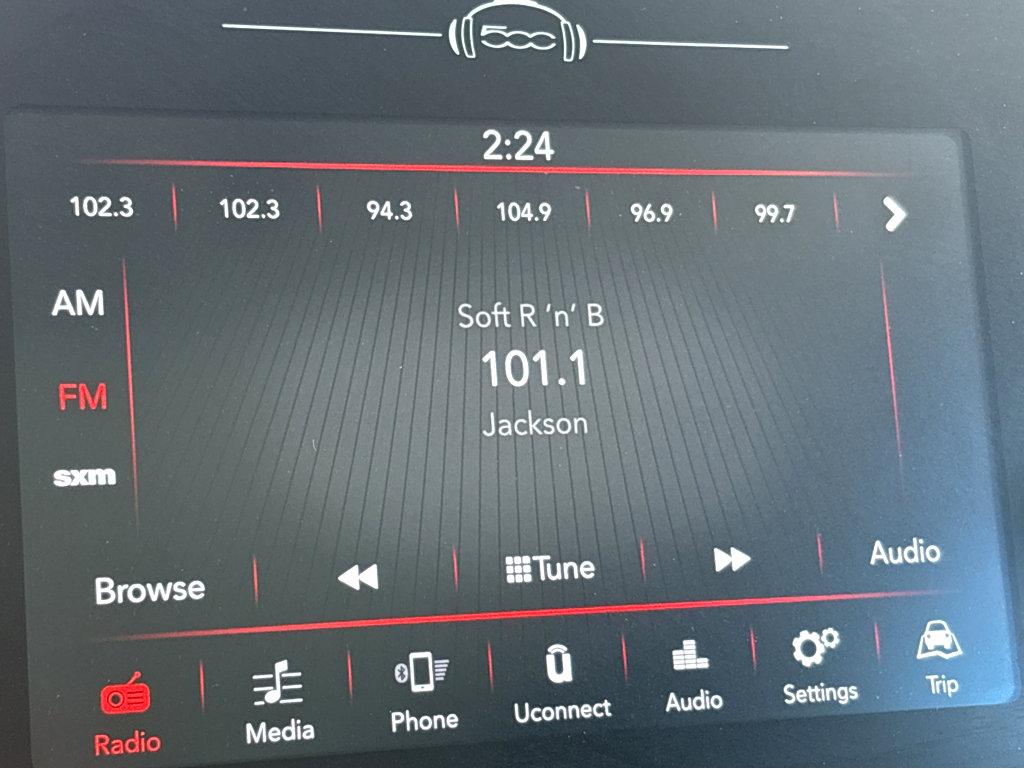 500
2:24
102.3 102.3 94.3 104.9 96.9 99.7
AM
Soft R 'n' B
101.1
FM
Jackson
sxm
Browse Tune Audio
Radio Media Phone Uconnect Audio Settings Trip